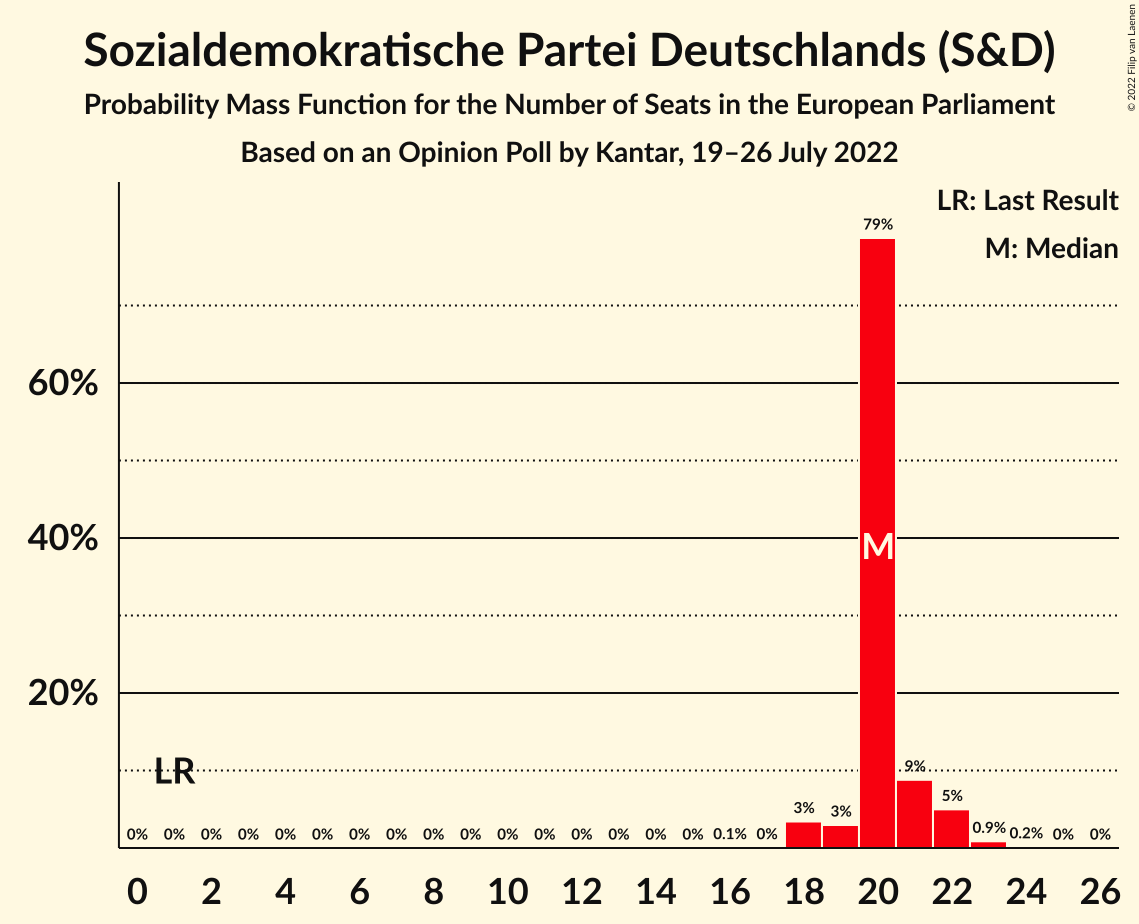 Sozialdemokratische Partei Deutschlands (S&D)
Probability Mass Function for the Number of Seats in the European Parliament
Based on an Opinion Poll by Kantar, 19–26 July 2022
© 2022 Filip van Laenen
LR: Last Result
M: Median
79%
60%
40%
M
20%
LR
0% 0% 0% 0% 0% 0% 0% 0% 0% 0% 0% 0% 0% 0% 0% 0% 0.1% 0% 3% 3% 9% 5% 0.9% 0.2% 0% 0%
0 2 4 6 8 10 12 14 16 18 20 22 24 26